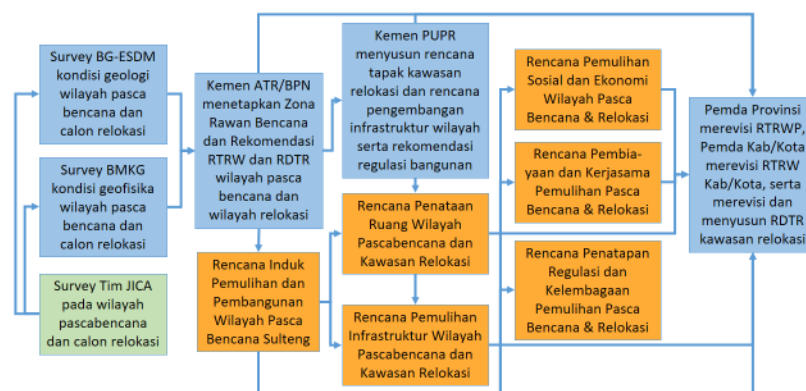 Survey BG-ESDM
kondisi geologi
wilayah pasca
bencana dan
calon relokasi
Survey BMKG
kondisi geofisika
wilayah pasca
bencana dan
calon relokasi
Survey Tim JICA
pada wilayah
pascabencana
dan calon relokasi
Kemen ATR/BPN
menetapkan Zona
Rawan Bencana
dan Rekomendasi
RTRW dan RDTR
wilayah pasca
bencana dan
wilayah relokasi
Rencana Induk
Pemulihan dan
Pembangunan
Wilayah Pasca
Bencana Sulteng
Kemen PUPR
menyusun rencana
tapak kawasan
relokasi dan rencana
pengembangan
infrastruktur wilayah
serta rekomendasi
regulasi bangunan
Rencana Penataan
Ruang Wilayah
Pascabencana dan
Kawasan Relokasi
Rencana Pemulihan
Infrastruktur Wilayah
Pascabencana dan
Kawasan Relokasi
Rencana Pemulihan
Sosial dan Ekonomi
Wilayah Pasca
Bencana & Relokasi
Rencana Pembia-
yaan dan Kerjasama
Pemulihan Pasca
Bencana & Relokasi
Rencana Penatapan
Regulasi dan
Kelembagaan
Pemulihan Pasca
Bencana & Relokasi
Pemda Provinsi
merevisi RTRWP,
Pemda Kab/Kota
merevisi RTRW
Kab/Kota, serta
merevisi dan
menyusun RDTR
kawasan relokasi